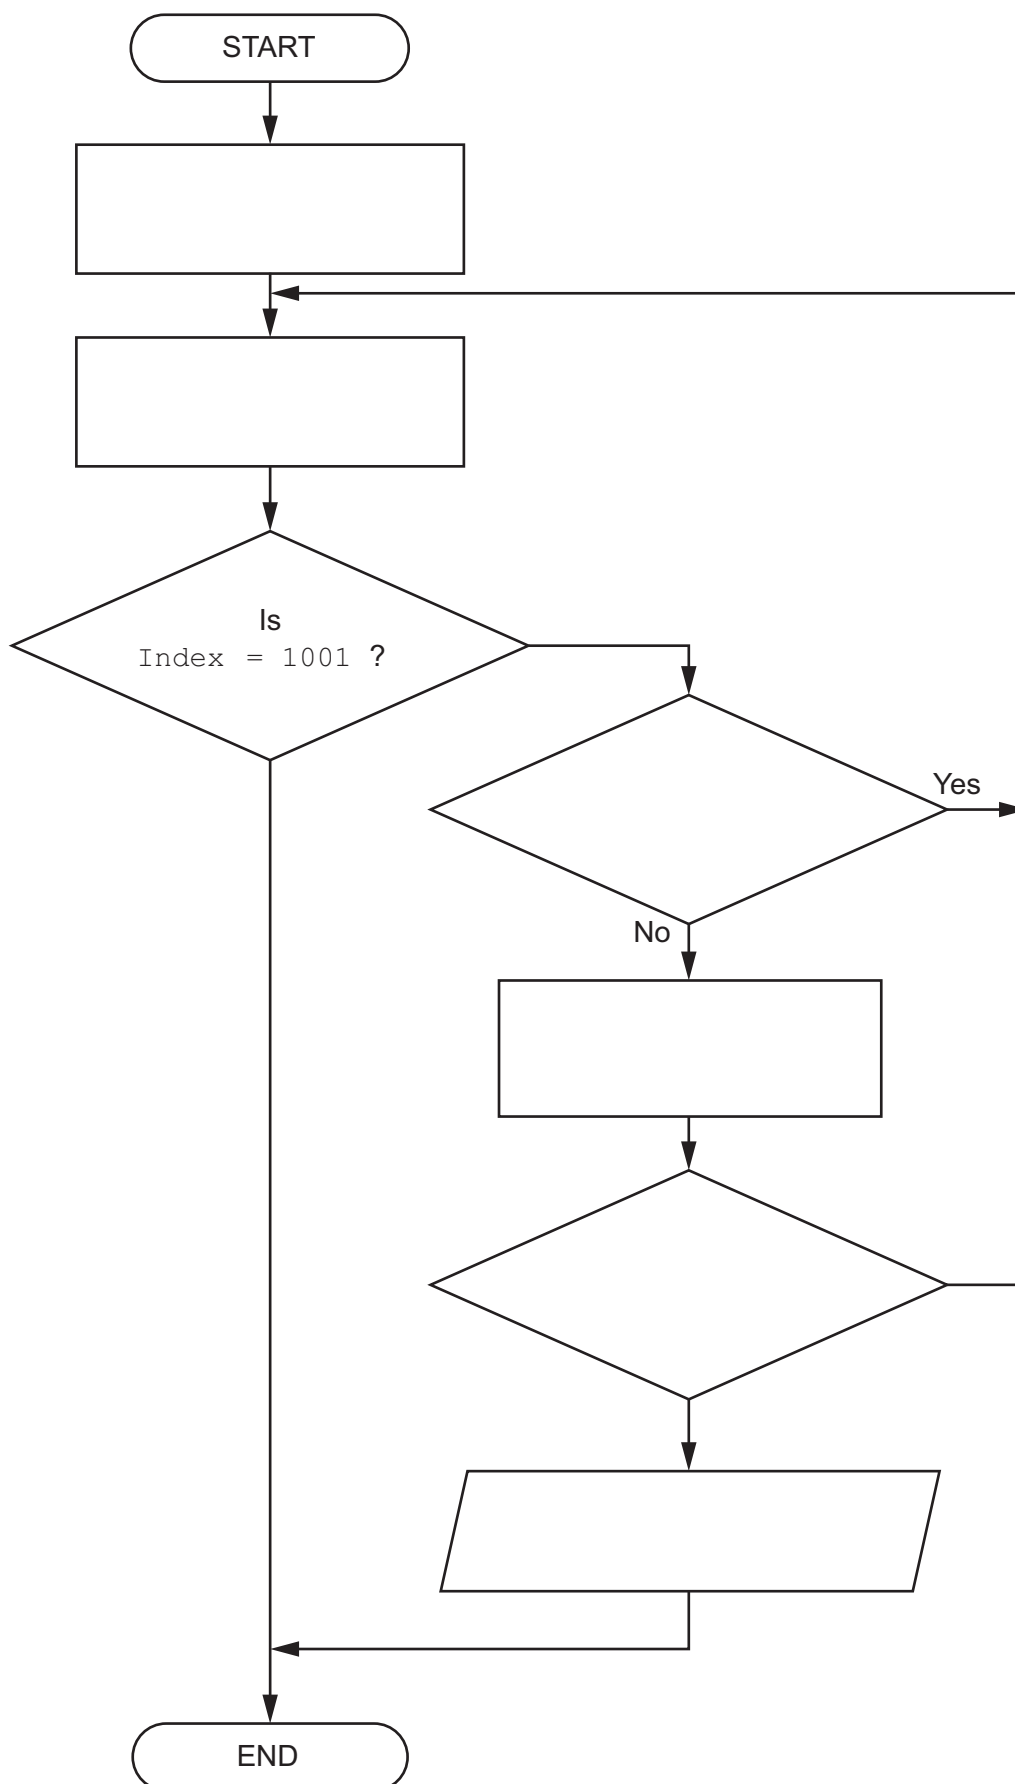 START
Is
Index = 1001 ?
Yes
No
END